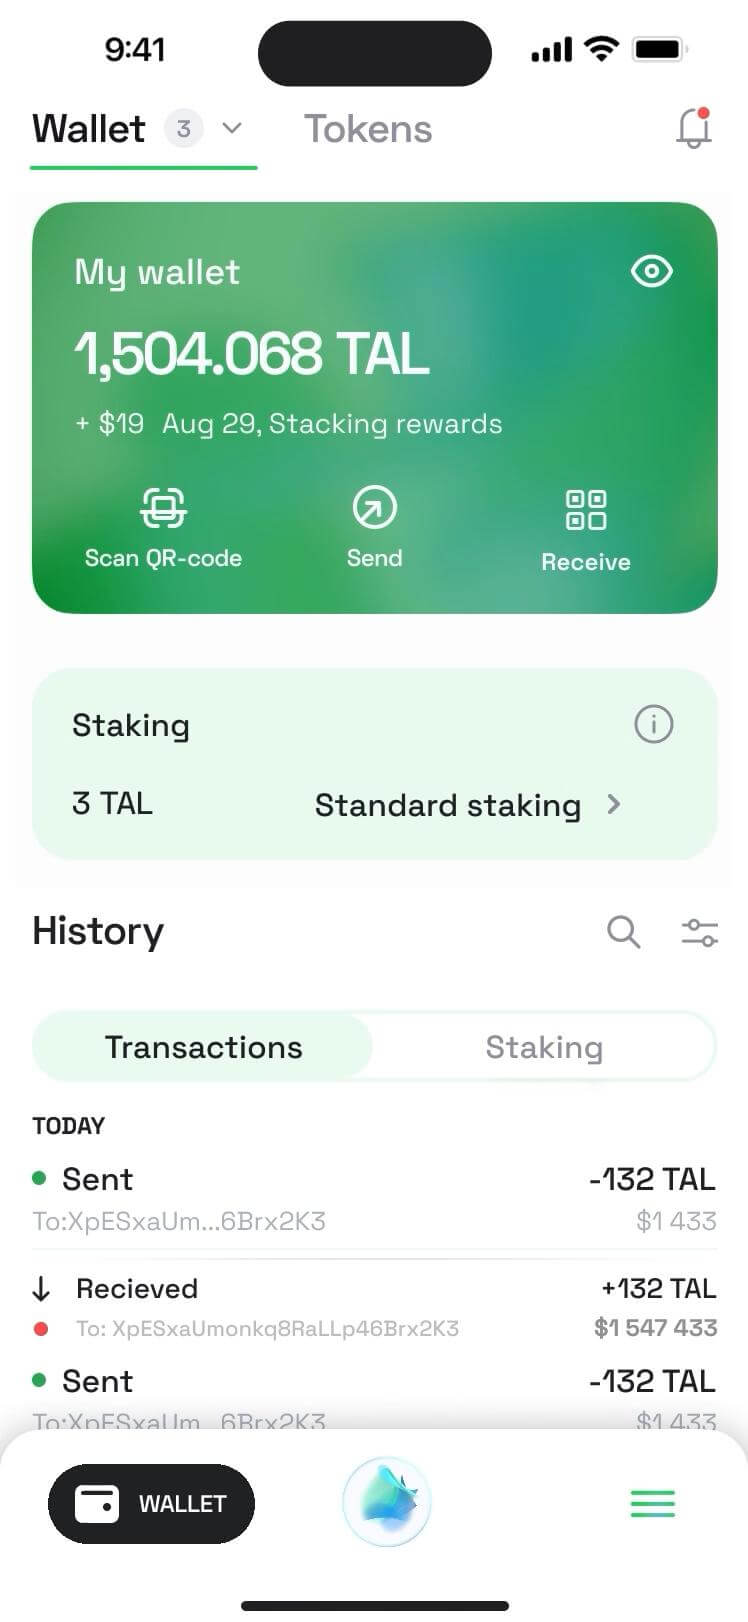 9:41
Wallet 3 Tokens
My wallet
1,504.068 TAL
+ $19 Aug 29, Stacking rewards
Scan QR-code Send Receive
Staking
3 TAL Standard staking
History
Transactions Staking
TODAY
Sent -132 TAL
To:XpESxaUm...6Brx2K3 $1 433
Recieved +132 TAL
To: XpESxaUmonkq8RaLLp46Brx2K3 $1 547 433
Sent -132 TAL
To:XpESxaUm...6Brx2K3 $1 433
WALLET